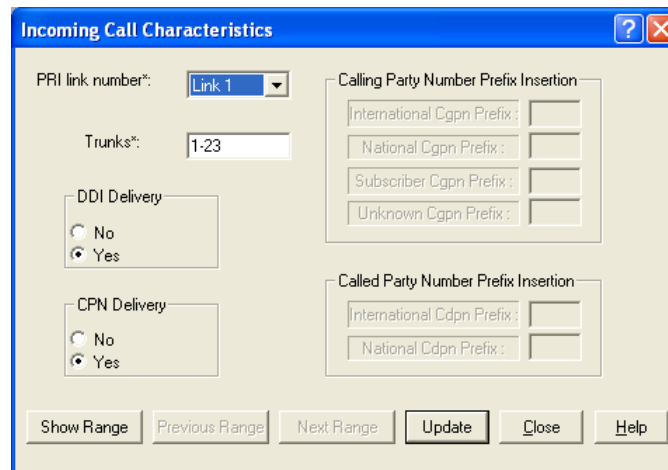 Incoming Call Characteristics
PRI link number*: Link 1
Trunks*: 1-23
DDI Delivery
No
Yes
CPN Delivery
No
Yes
Calling Party Number Prefix Insertion
International Cgpn Prefix :
National Cgpn Prefix :
Subscriber Cgpn Prefix :
Unknown Cgpn Prefix :
Called Party Number Prefix Insertion
International Cdpn Prefix :
National Cdpn Prefix :
Show Range Previous Range Next Range Update Close Help